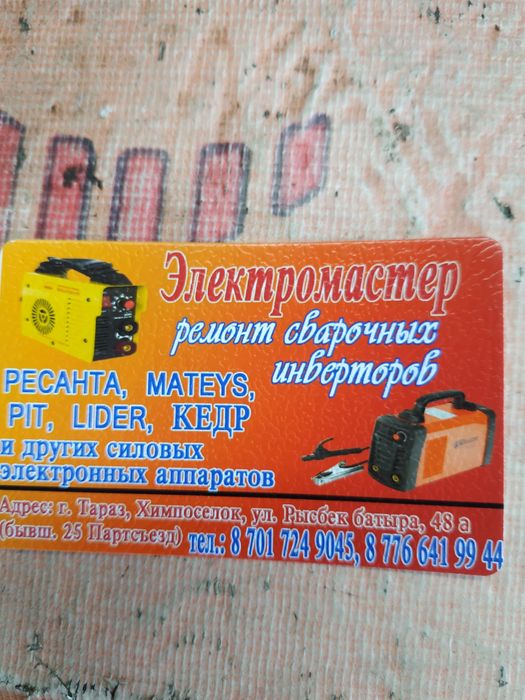 Электромастер
ремонт сварочных
инверторов
РЕСАНТА, MATEYS,
PIT, LIDER, КЕДР
и других силовых
электронных аппаратов
Адрес: г. Тараз, Химпоселок, ул. Рысбек батыра, 48 а
(бывш. 25 Партсъезд) тел.: 8 701 724 9045, 8 776 641 99 44